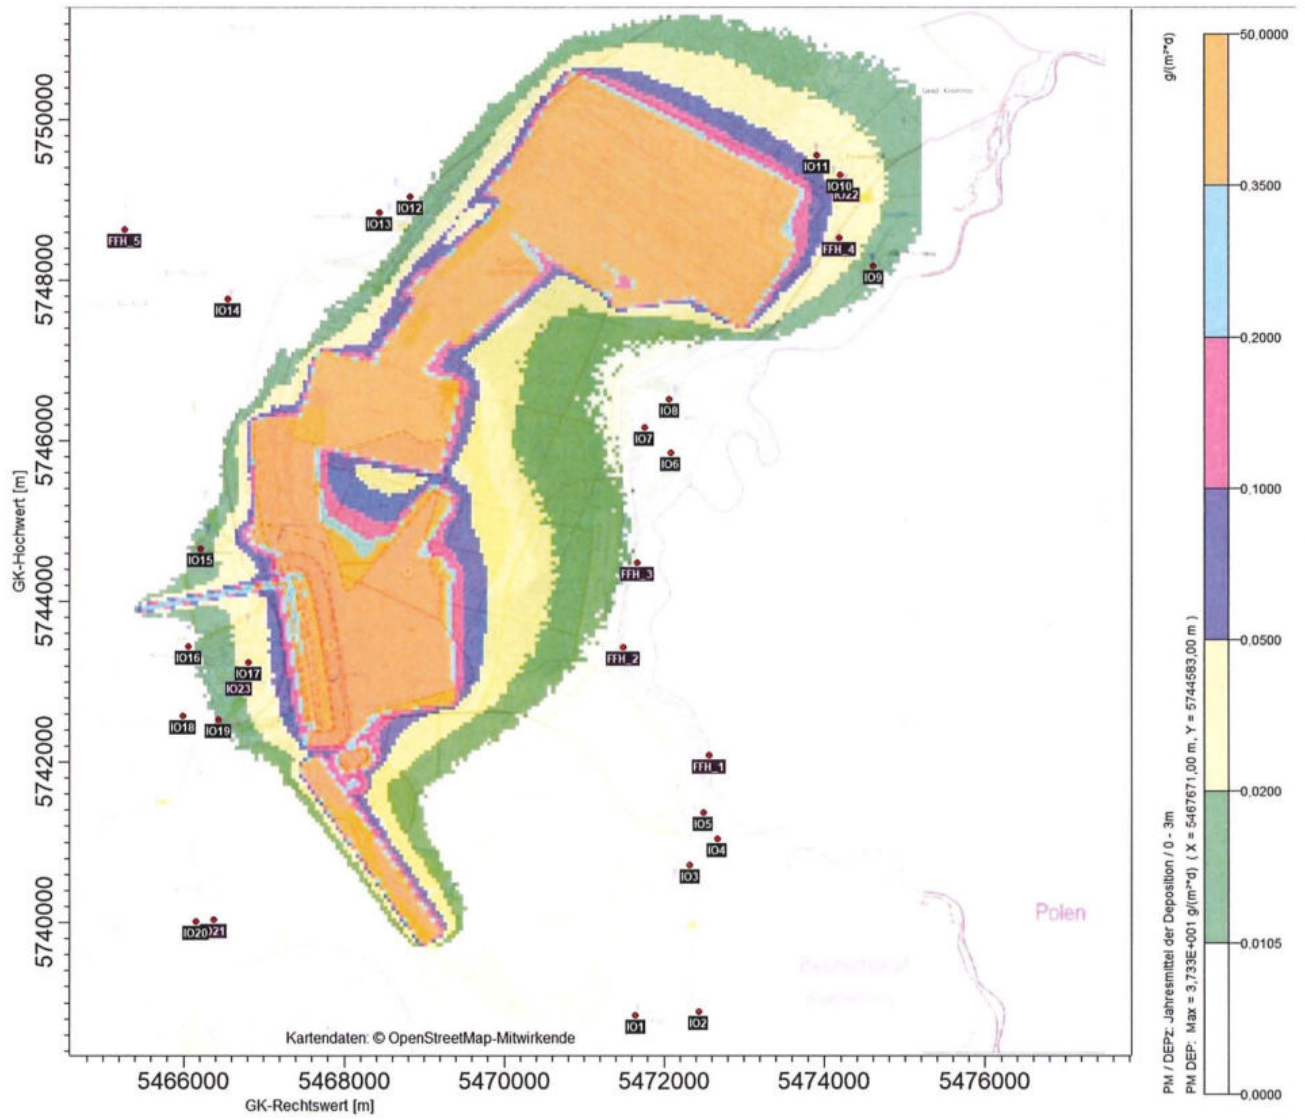 5750000
5748000
5746000
5744000
5742000
5740000
GK-Hochwert [m]
IO11
IO10
IO22
IO12
IO13
FFH_5
FFH_4
IO9
IO14
IO8
IO7
IO6
IO15
FFH_3
IO16
IO17
IO23
FFH_2
IO18
IO19
FFH_1
IO5
IO4
IO3
IO20
Polen
IO1
IO2
Kartendaten: © OpenStreetMap-Mitwirkende
5466000 5468000 5470000 5472000 5474000 5476000
GK-Rechtswert [m]
g/(m²*d)
50.0000
0.3500
0.2000
0.1000
0.0500
0.0200
0.0105
0.0000
PM / DEPz: Jahresmittel der Deposition / 0 - 3m
PM DEP: Max = 3,733E+001 g/(m²*d) ( X = 5467671,00 m, Y = 5744583,00 m )